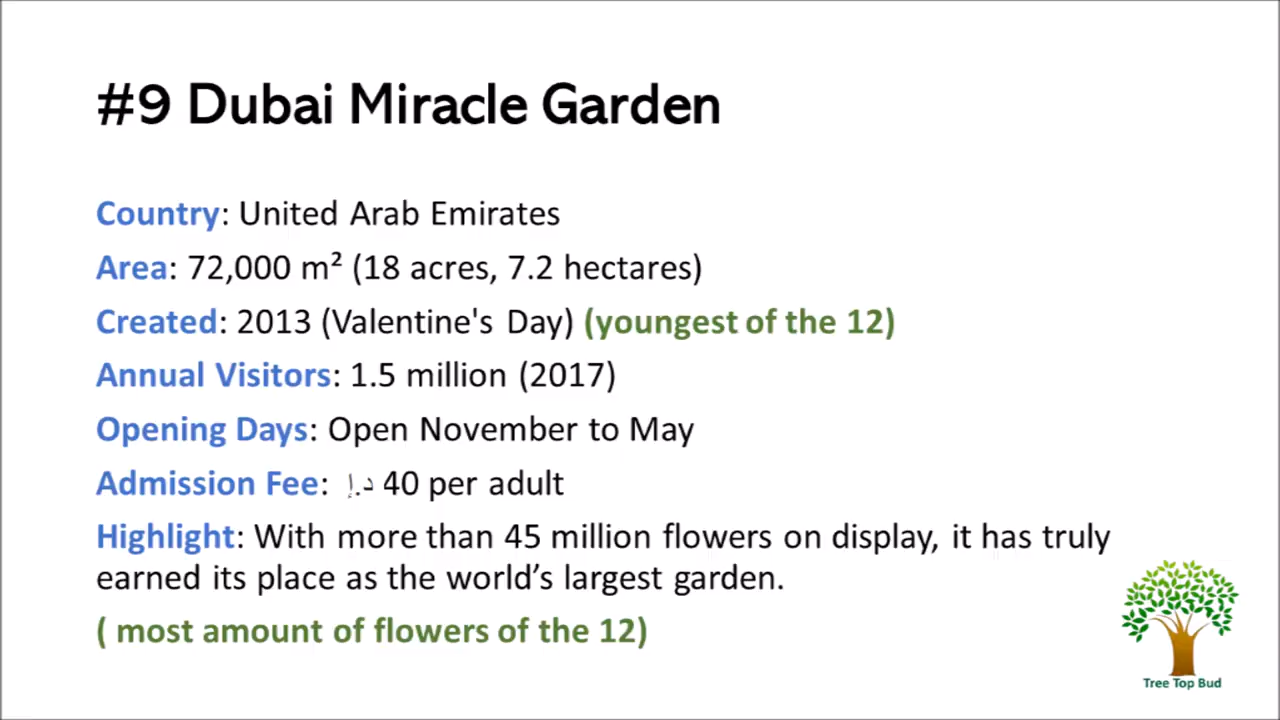 #9 Dubai Miracle Garden
Country: United Arab Emirates
Area: 72,000 m² (18 acres, 7.2 hectares)
Created: 2013 (Valentine's Day) (youngest of the 12)
Annual Visitors: 1.5 million (2017)
Opening Days: Open November to May
Admission Fee: د.إ 40 per adult
Highlight: With more than 45 million flowers on display, it has truly
earned its place as the world’s largest garden.
( most amount of flowers of the 12)
Tree Top Bud